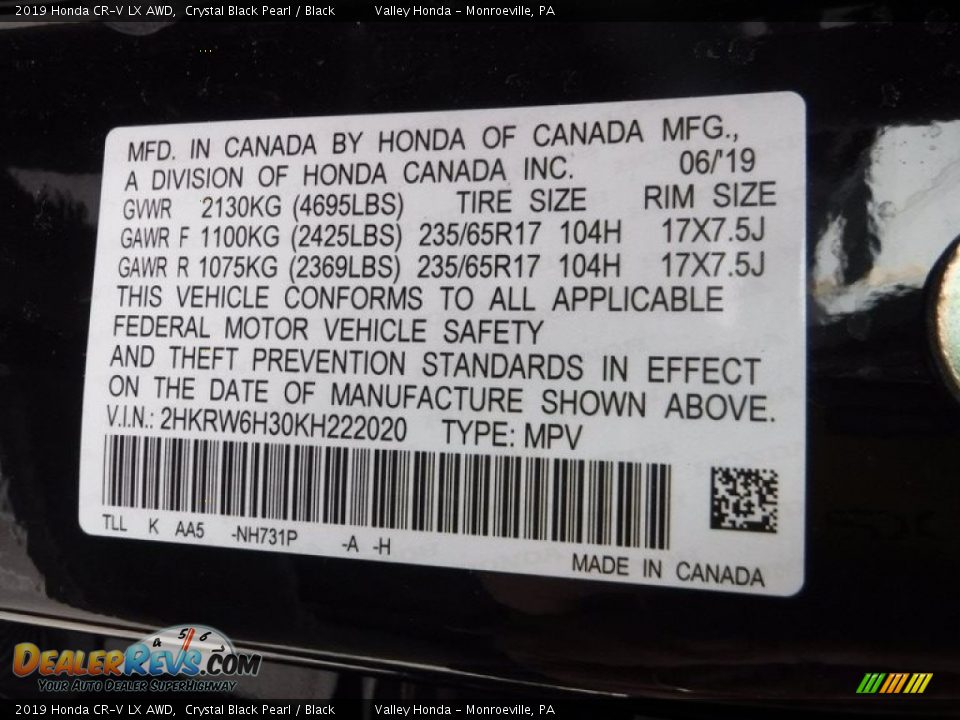 2019 Honda CR-V LX AWD, Crystal Black Pearl / Black Valley Honda - Monroeville, PA
MFD. IN CANADA BY HONDA OF CANADA MFG.,
A DIVISION OF HONDA CANADA INC. 06/'19
GVWR 2130KG (4695LBS) TIRE SIZE RIM SIZE
GAWR F 1100KG (2425LBS) 235/65R17 104H 17X7.5J
GAWR R 1075KG (2369LBS) 235/65R17 104H 17X7.5J
THIS VEHICLE CONFORMS TO ALL APPLICABLE
FEDERAL MOTOR VEHICLE SAFETY
AND THEFT PREVENTION STANDARDS IN EFFECT
ON THE DATE OF MANUFACTURE SHOWN ABOVE.
V.I.N.: 2HKRW6H30KH222020 TYPE: MPV
TLL K AA5 -NH731P -A -H
MADE IN CANADA
4 5 6
DEALERREVS.COM
YOUR AUTO DEALER SUPERHIGHWAY
2019 Honda CR-V LX AWD, Crystal Black Pearl / Black Valley Honda - Monroeville, PA